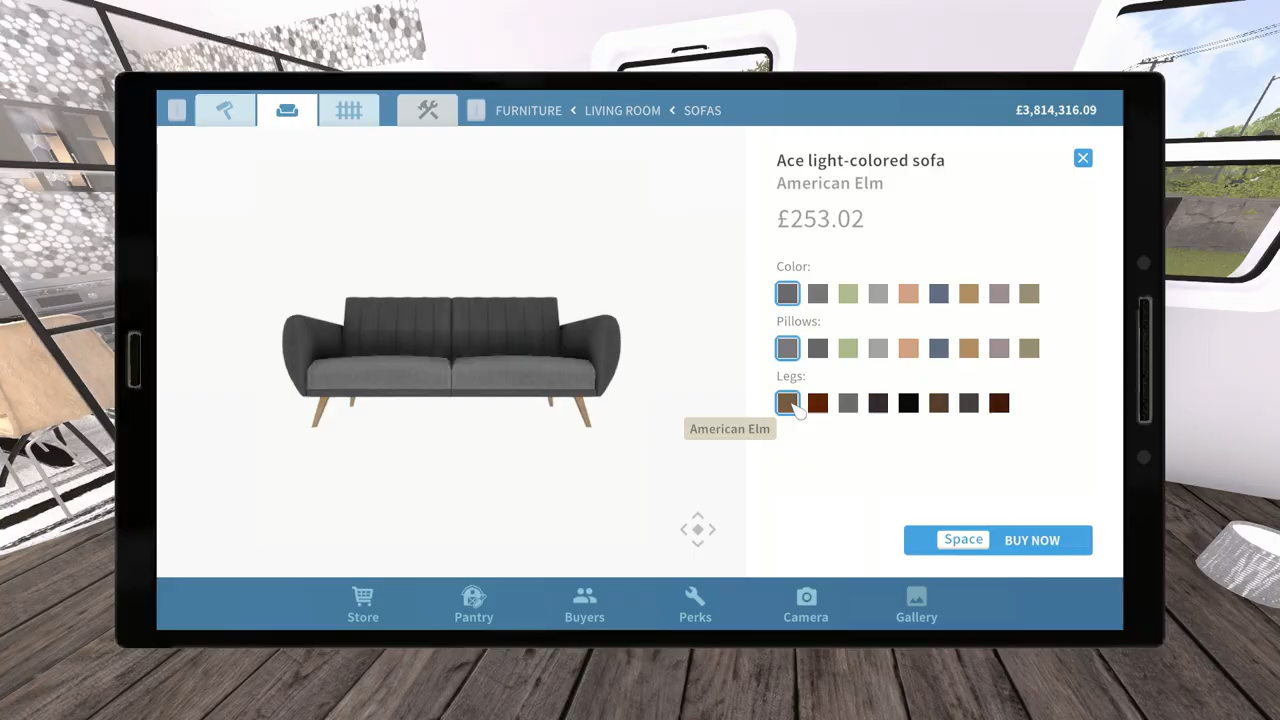 FURNITURE < LIVING ROOM < SOFAS
£3,814,316.09
Ace light-colored sofa
American Elm
£253.02
Color:
Pillows:
Legs:
American Elm
Space BUY NOW
Store
Pantry
Buyers
Perks
Camera
Gallery